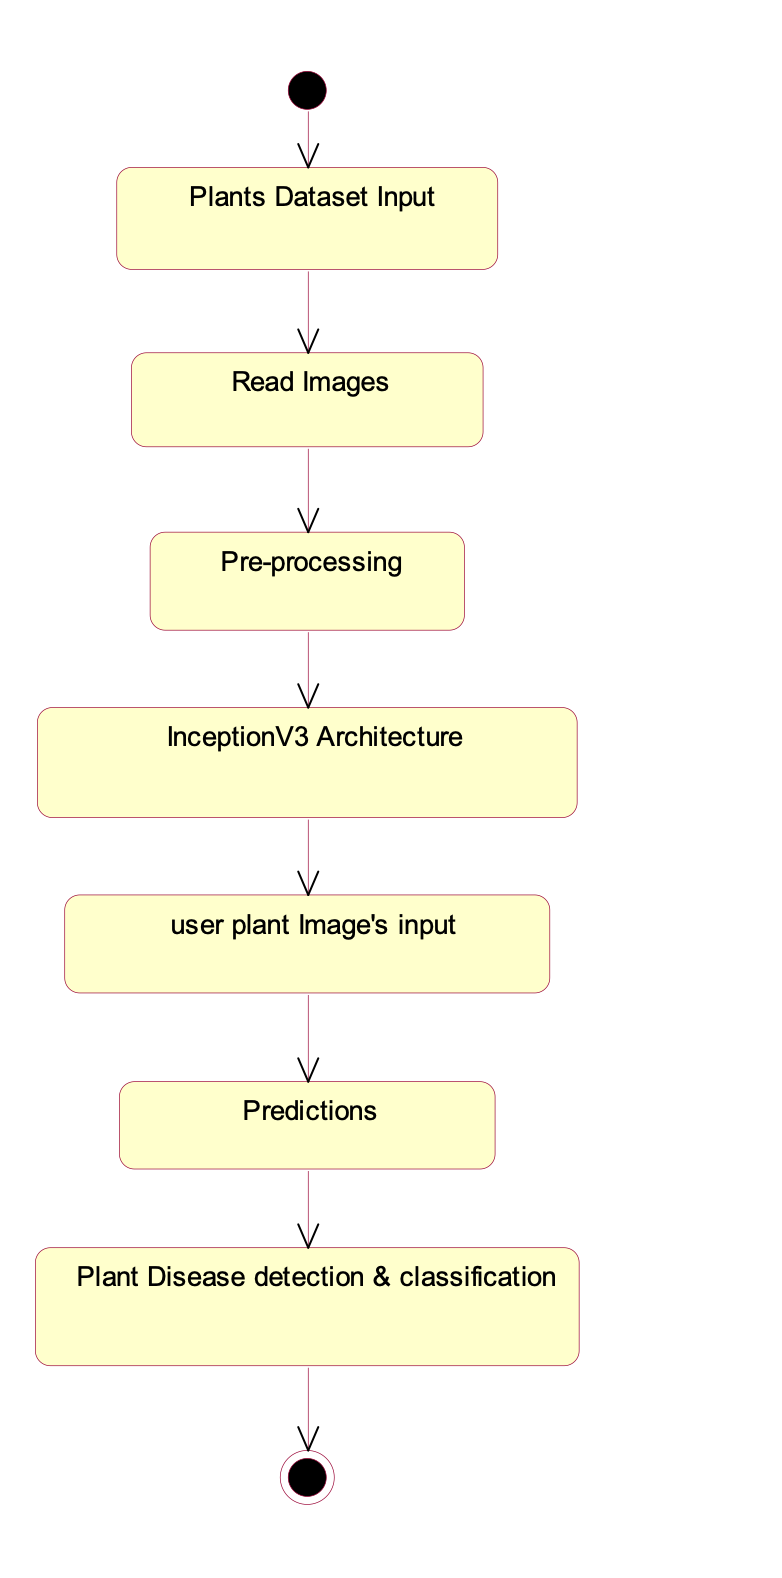 Plants Dataset Input
Read Images
Pre-processing
InceptionV3 Architecture
user plant Image's input
Predictions
Plant Disease detection & classification